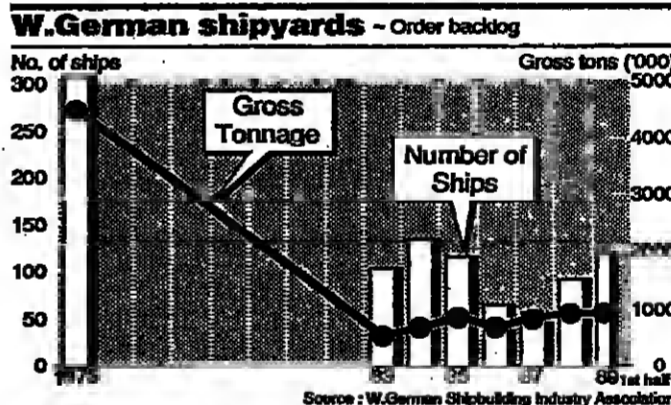 W.German shipyards ~ Order backlog
No. of ships
Gross tons ('000)
300
250
200
150
100
50
0
5000
4000
3000
2000
1000
0
Gross
Tonnage
Number of
Ships
83 85 87 89 1st half
Source : W.German Shipbuilding Industry Association